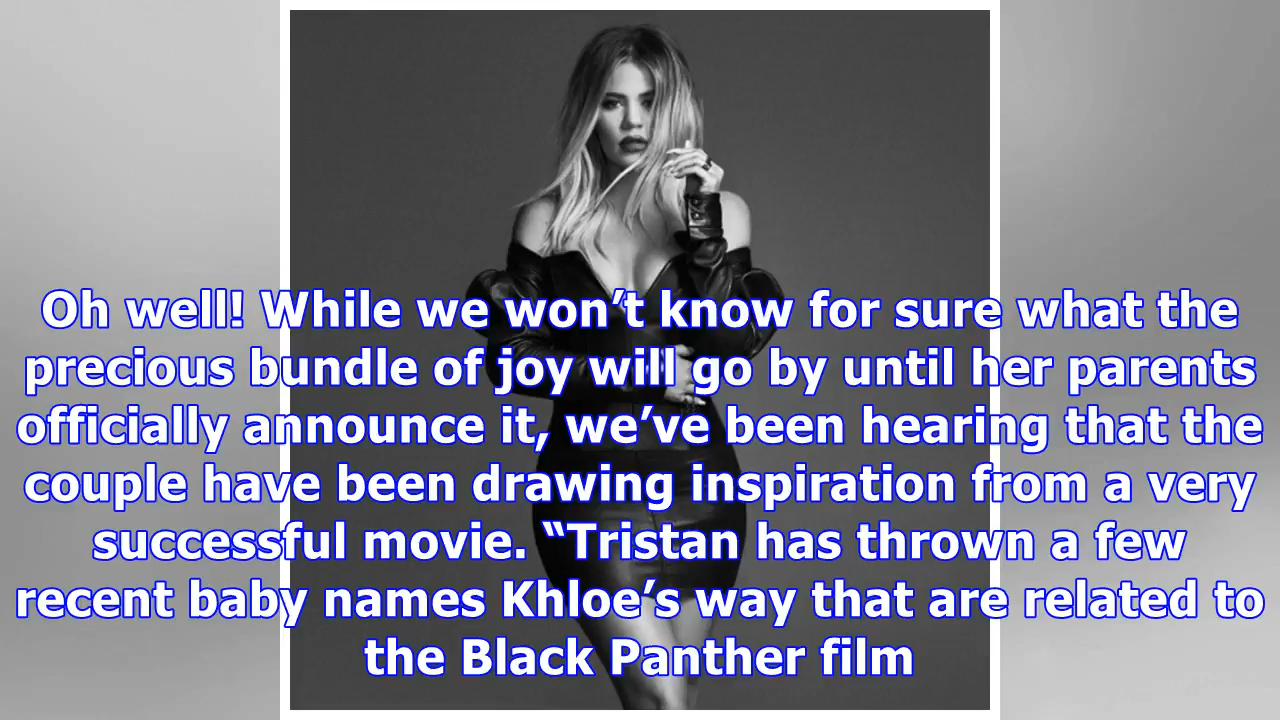 Oh well! While we won’t know for sure what the
precious bundle of joy will go by until her parents
officially announce it, we’ve been hearing that the
couple have been drawing inspiration from a very
successful movie. “Tristan has thrown a few
recent baby names Khloe’s way that are related to
the Black Panther film